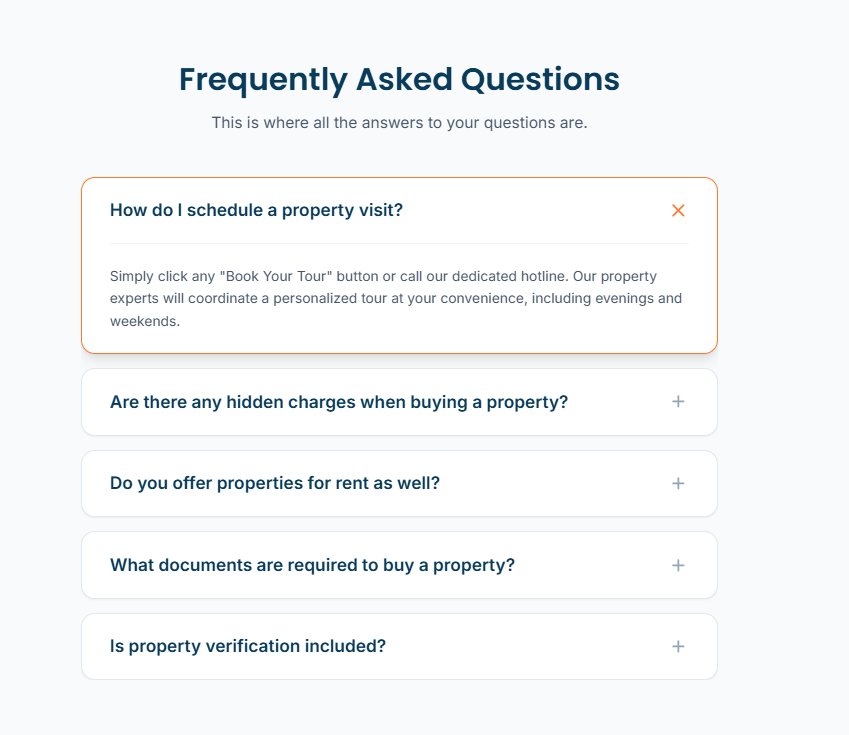 Frequently Asked Questions
This is where all the answers to your questions are.
How do I schedule a property visit?
Simply click any "Book Your Tour" button or call our dedicated hotline. Our property
experts will coordinate a personalized tour at your convenience, including evenings and
weekends.
Are there any hidden charges when buying a property?
Do you offer properties for rent as well?
What documents are required to buy a property?
Is property verification included?